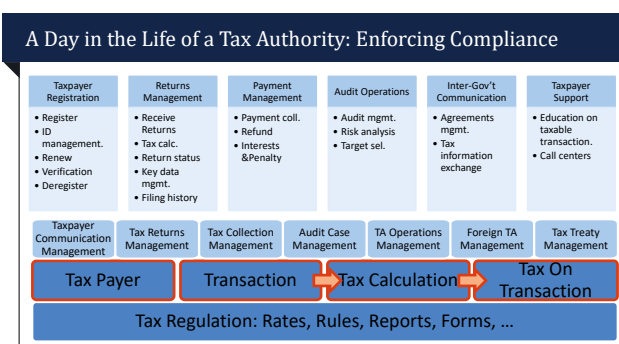 A Day in the Life of a Tax Authority: Enforcing Compliance
Taxpayer
Registration
• Register
• ID
management.
• Renew
• Verification
• Deregister
Returns
Management
• Receive
Returns
• Tax calc.
• Return status
• Key data
mgmt.
• Filing history
Payment
Management
• Payment coll.
• Refund
• Interests
&Penalty
Audit Operations
• Audit mgmt.
• Risk analysis
• Target sel.
Inter-Gov't
Communication
• Agreements
mgmt.
• Tax
information
exchange
Taxpayer
Support
• Education on
taxable
transaction.
• Call centers
Taxpayer
Communication
Management
Tax Returns
Management
Tax Collection
Management
Audit Case
Management
TA Operations
Management
Foreign TA
Management
Tax Treaty
Management
Tax Payer
Transaction
Tax Calculation
Tax On
Transaction
Tax Regulation: Rates, Rules, Reports, Forms, ...